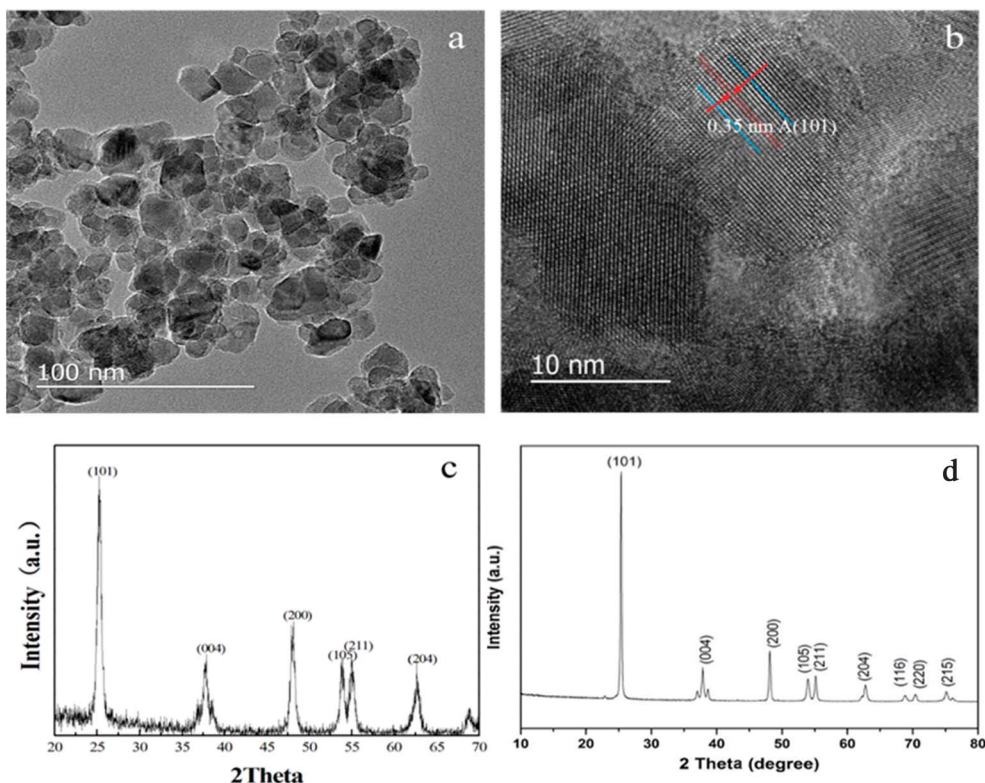 a
100 nm
b
0.35 nm A(101)
10 nm
c
(101)
(004)
(200)
(105)
(211)
(204)
Intensity (a.u.)
20 25 30 35 40 45 50 55 60 65 70
2Theta
d
(101)
(004)
(200)
(105)
(211)
(204)
(116)
(220)
(215)
Intensity (a.u.)
10 20 30 40 50 60 70 80
2 Theta (degree)